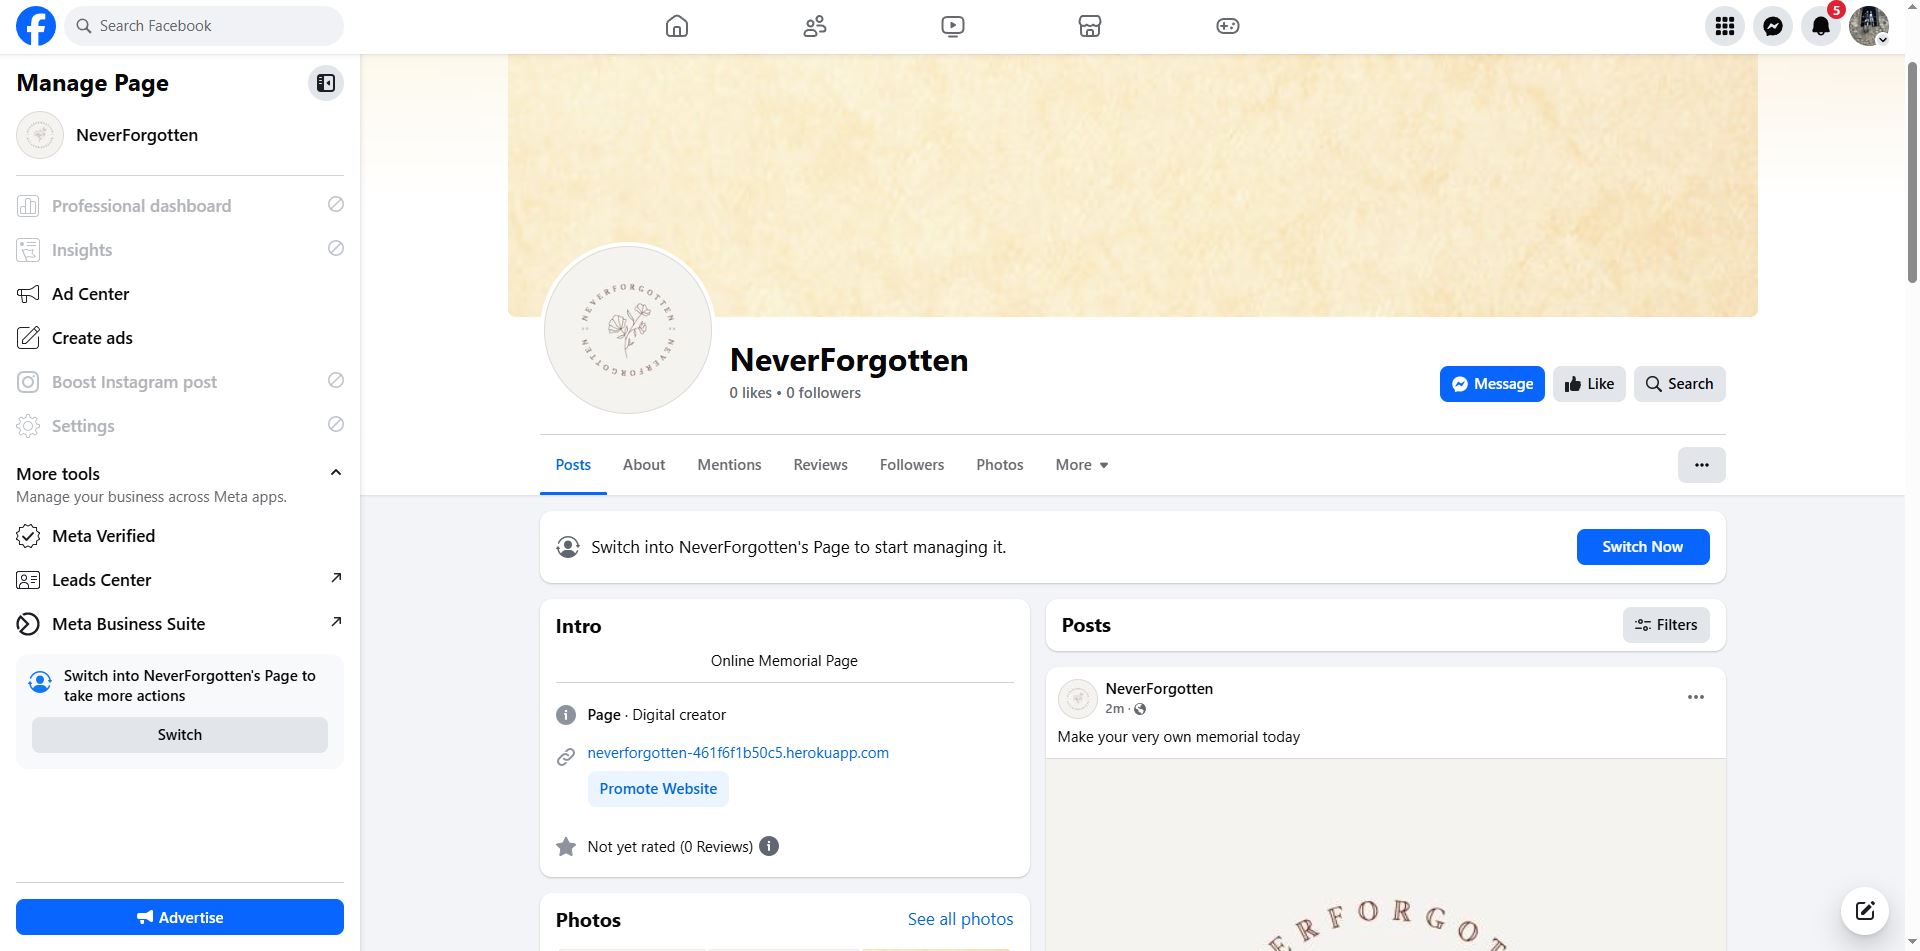 Search Facebook
5
Manage Page
NeverForgotten
Professional dashboard
Insights
Ad Center
Create ads
Boost Instagram post
Settings
More tools
Manage your business across Meta apps.
Meta Verified
Leads Center
Meta Business Suite
Switch into NeverForgotten's Page to
take more actions
Switch
Advertise
NEVERFORGOTTEN
NEVERFORGOTTEN
NeverForgotten
0 likes • 0 followers
Message
Like
Search
Posts
About
Mentions
Reviews
Followers
Photos
More
Switch into NeverForgotten's Page to start managing it.
Switch Now
Intro
Online Memorial Page
Page · Digital creator
neverforgotten-461f6f1b50c5.herokuapp.com
Promote Website
Not yet rated (0 Reviews)
Photos
See all photos
Posts
Filters
NeverForgotten
2m ·
Make your very own memorial today
ERFORGOT